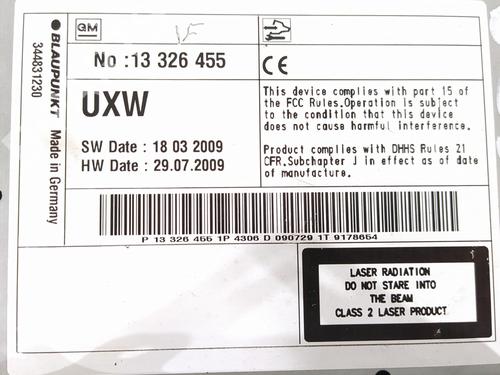 BLAUPUNKT Made in Germany
344831230
GM
No :13 326 455
UXW
SW Date : 18 03 2009
HW Date : 29.07.2009
CE
This device complies with part 15 of
the FCC Rules.Operation is subject
to the condition that this device
does not cause harmful interference.
Product complies with DHHS Rules 21
CFR.Subchapter J in effect as of date
of manufacture.
P 13 326 455 1P 4306 D 090729 1T 9178654
LASER RADIATION
DO NOT STARE INTO
THE BEAM
CLASS 2 LASER PRODUCT